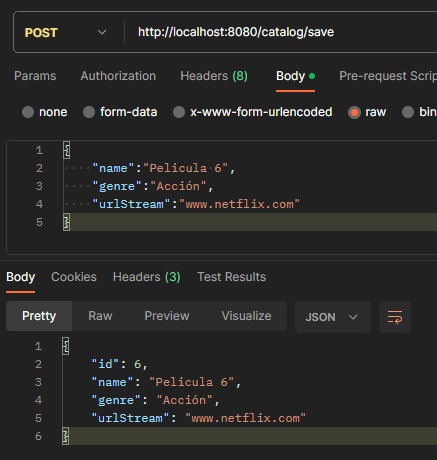 POST http://localhost:8080/catalog/save
Params Authorization Headers (8) Body Pre-request Scrip
none form-data x-www-form-urlencoded raw bin
1 {
2 "name":"Pelicula 6",
3 "genre":"Acción",
4 "urlStream":"www.netflix.com"
5 }
Body Cookies Headers (3) Test Results
Pretty Raw Preview Visualize JSON
1 {
2 "id": 6,
3 "name": "Pelicula 6",
4 "genre": "Acción",
5 "urlStream": "www.netflix.com"
6 }